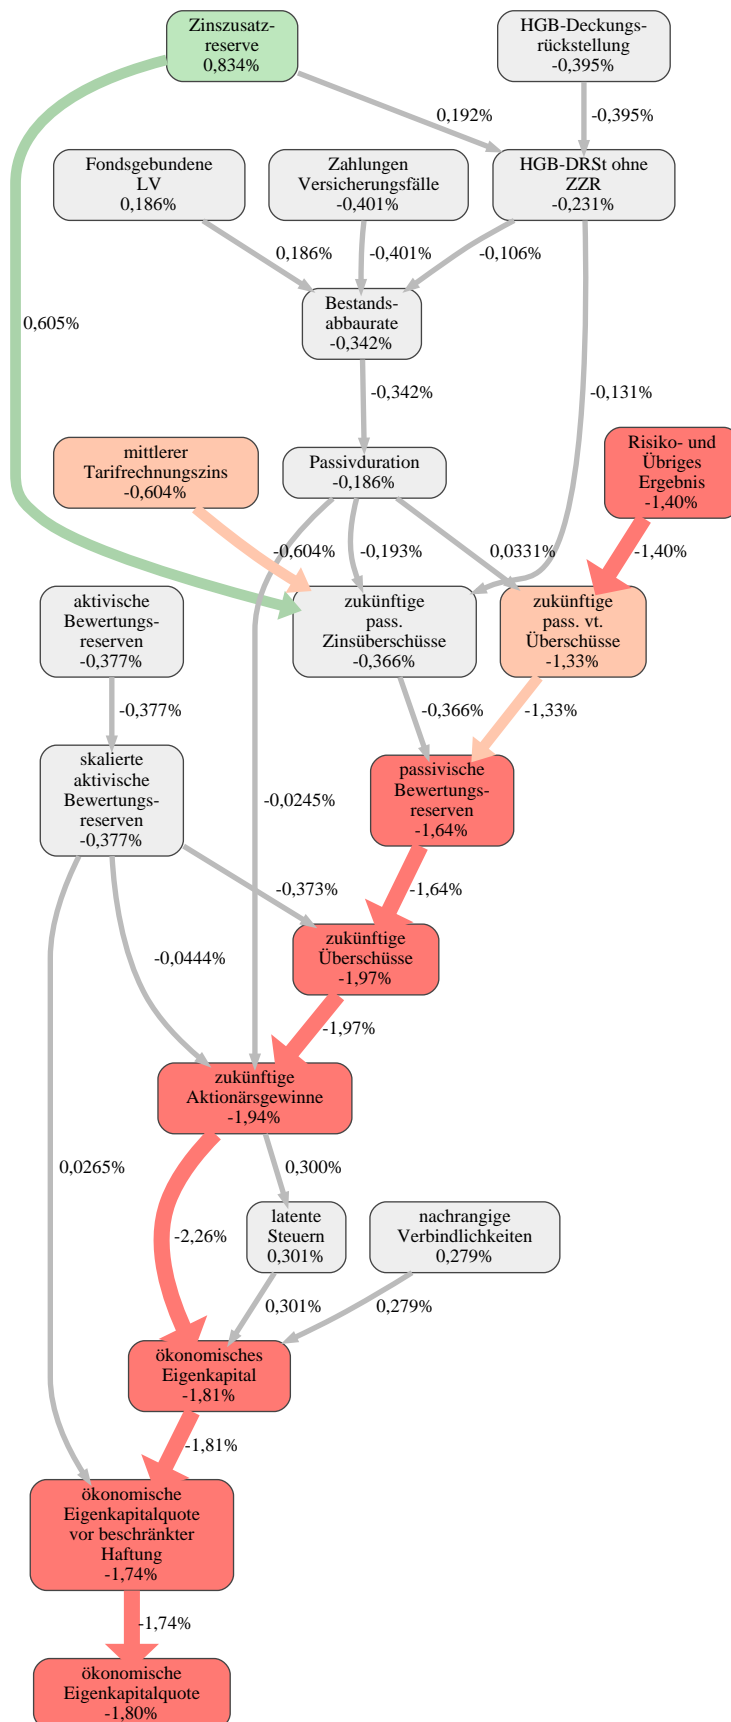 Zinszusatz-
reserve
0,834%
HGB-Deckungs-
rückstellung
-0,395%
0,192%
-0,395%
Fondsgebundene
LV
0,186%
Zahlungen
Versicherungsfälle
-0,401%
HGB-DRSt ohne
ZZR
-0,231%
0,186%
-0,401%
-0,106%
0,605%
Bestands-
abbaurate
-0,342%
-0,342%
-0,131%
mittlerer
Tarifrechnungszins
-0,604%
Passivduration
-0,186%
Risiko- und
Übriges
Ergebnis
-1,40%
-0,604%
-0,193%
0,0331%
-1,40%
aktivische
Bewertungs-
reserven
-0,377%
zukünftige
pass.
Zinsüberschüsse
-0,366%
zukünftige
pass. vt.
Überschüsse
-1,33%
-0,377%
-0,366%
-1,33%
skalierte
aktivische
Bewertungs-
reserven
-0,377%
-0,0245%
passivische
Bewertungs-
reserven
-1,64%
-0,373%
-1,64%
-0,0444%
zukünftige
Überschüsse
-1,97%
-1,97%
zukünftige
Aktionärsgewinne
-1,94%
0,0265%
0,300%
-2,26%
latente
Steuern
0,301%
nachrangige
Verbindlichkeiten
0,279%
0,301%
0,279%
ökonomisches
Eigenkapital
-1,81%
-1,81%
ökonomische
Eigenkapitalquote
vor beschränkter
Haftung
-1,74%
-1,74%
ökonomische
Eigenkapitalquote
-1,80%